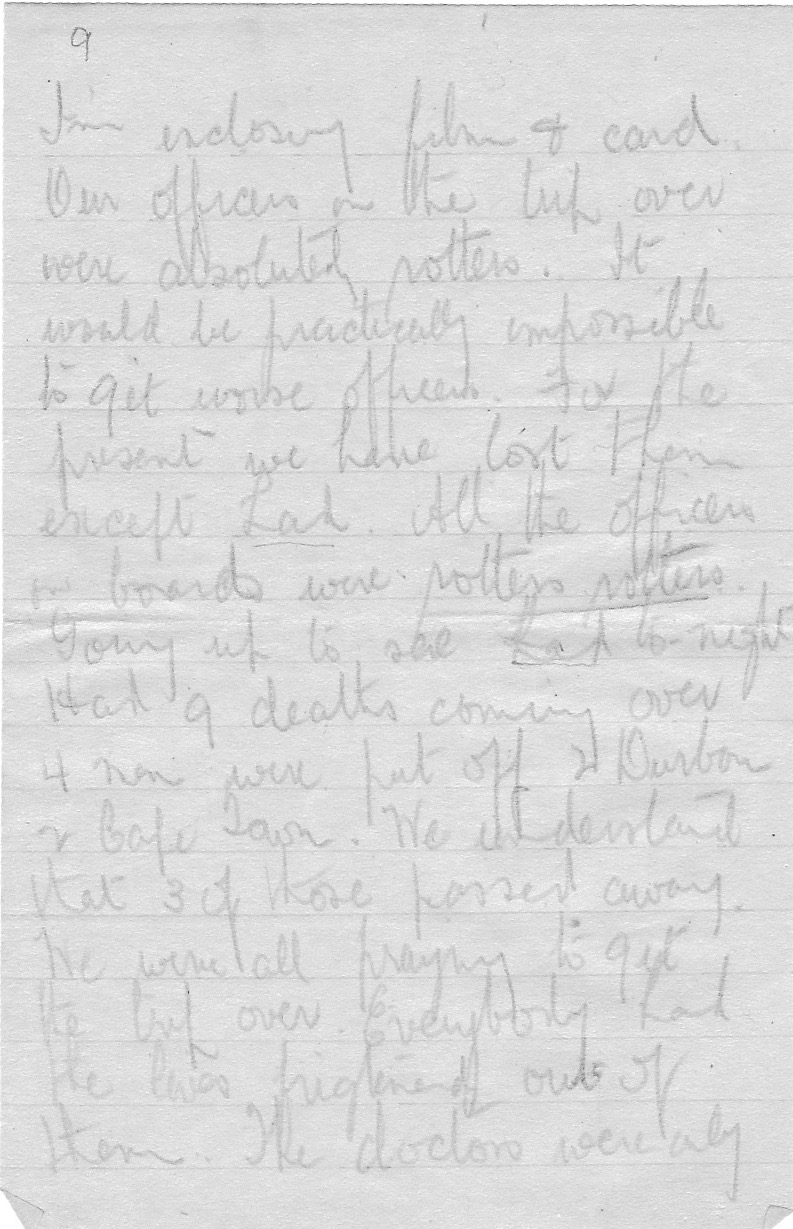 9
I'm enclosing film & card.
Our officers on the trip over
were absolutely rotters. It
would be practically impossible
to get worse officers. For the
present we have lost them
except
All the officers
on boards were rotters rotters.
Going up to see to-night
Had 9 deaths coming over
4 men were put off Durban
& Cape Town. We understand
that 3 of those passed away.
We were all praying to get
the trip over. Everybody had
the lives frightened out of
them. The doctors were only